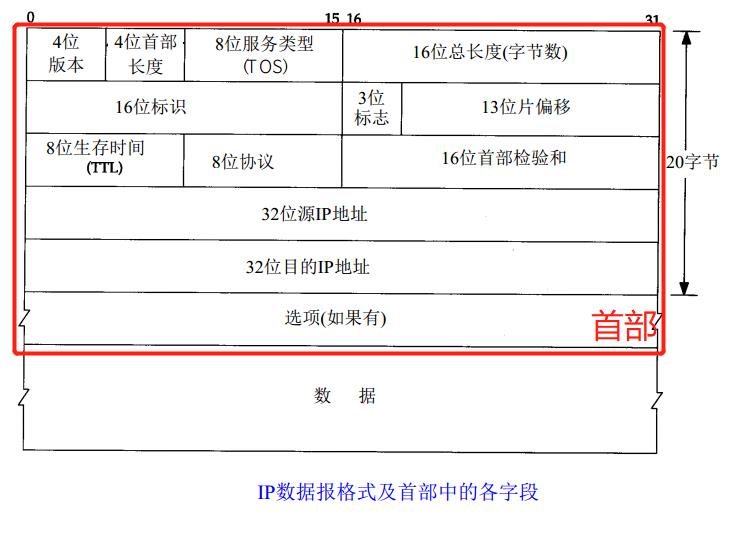 0 15 16 31
4位 4位首部 8位服务类型 16位总长度(字节数)
版本 长度 (TOS)
16位标识 3位 13位片偏移
标志
8位生存时间 8位协议 16位首部检验和
(TTL)
20字节
32位源IP地址
32位目的IP地址
选项(如果有)
首部
数 据
IP数据报格式及首部中的各字段